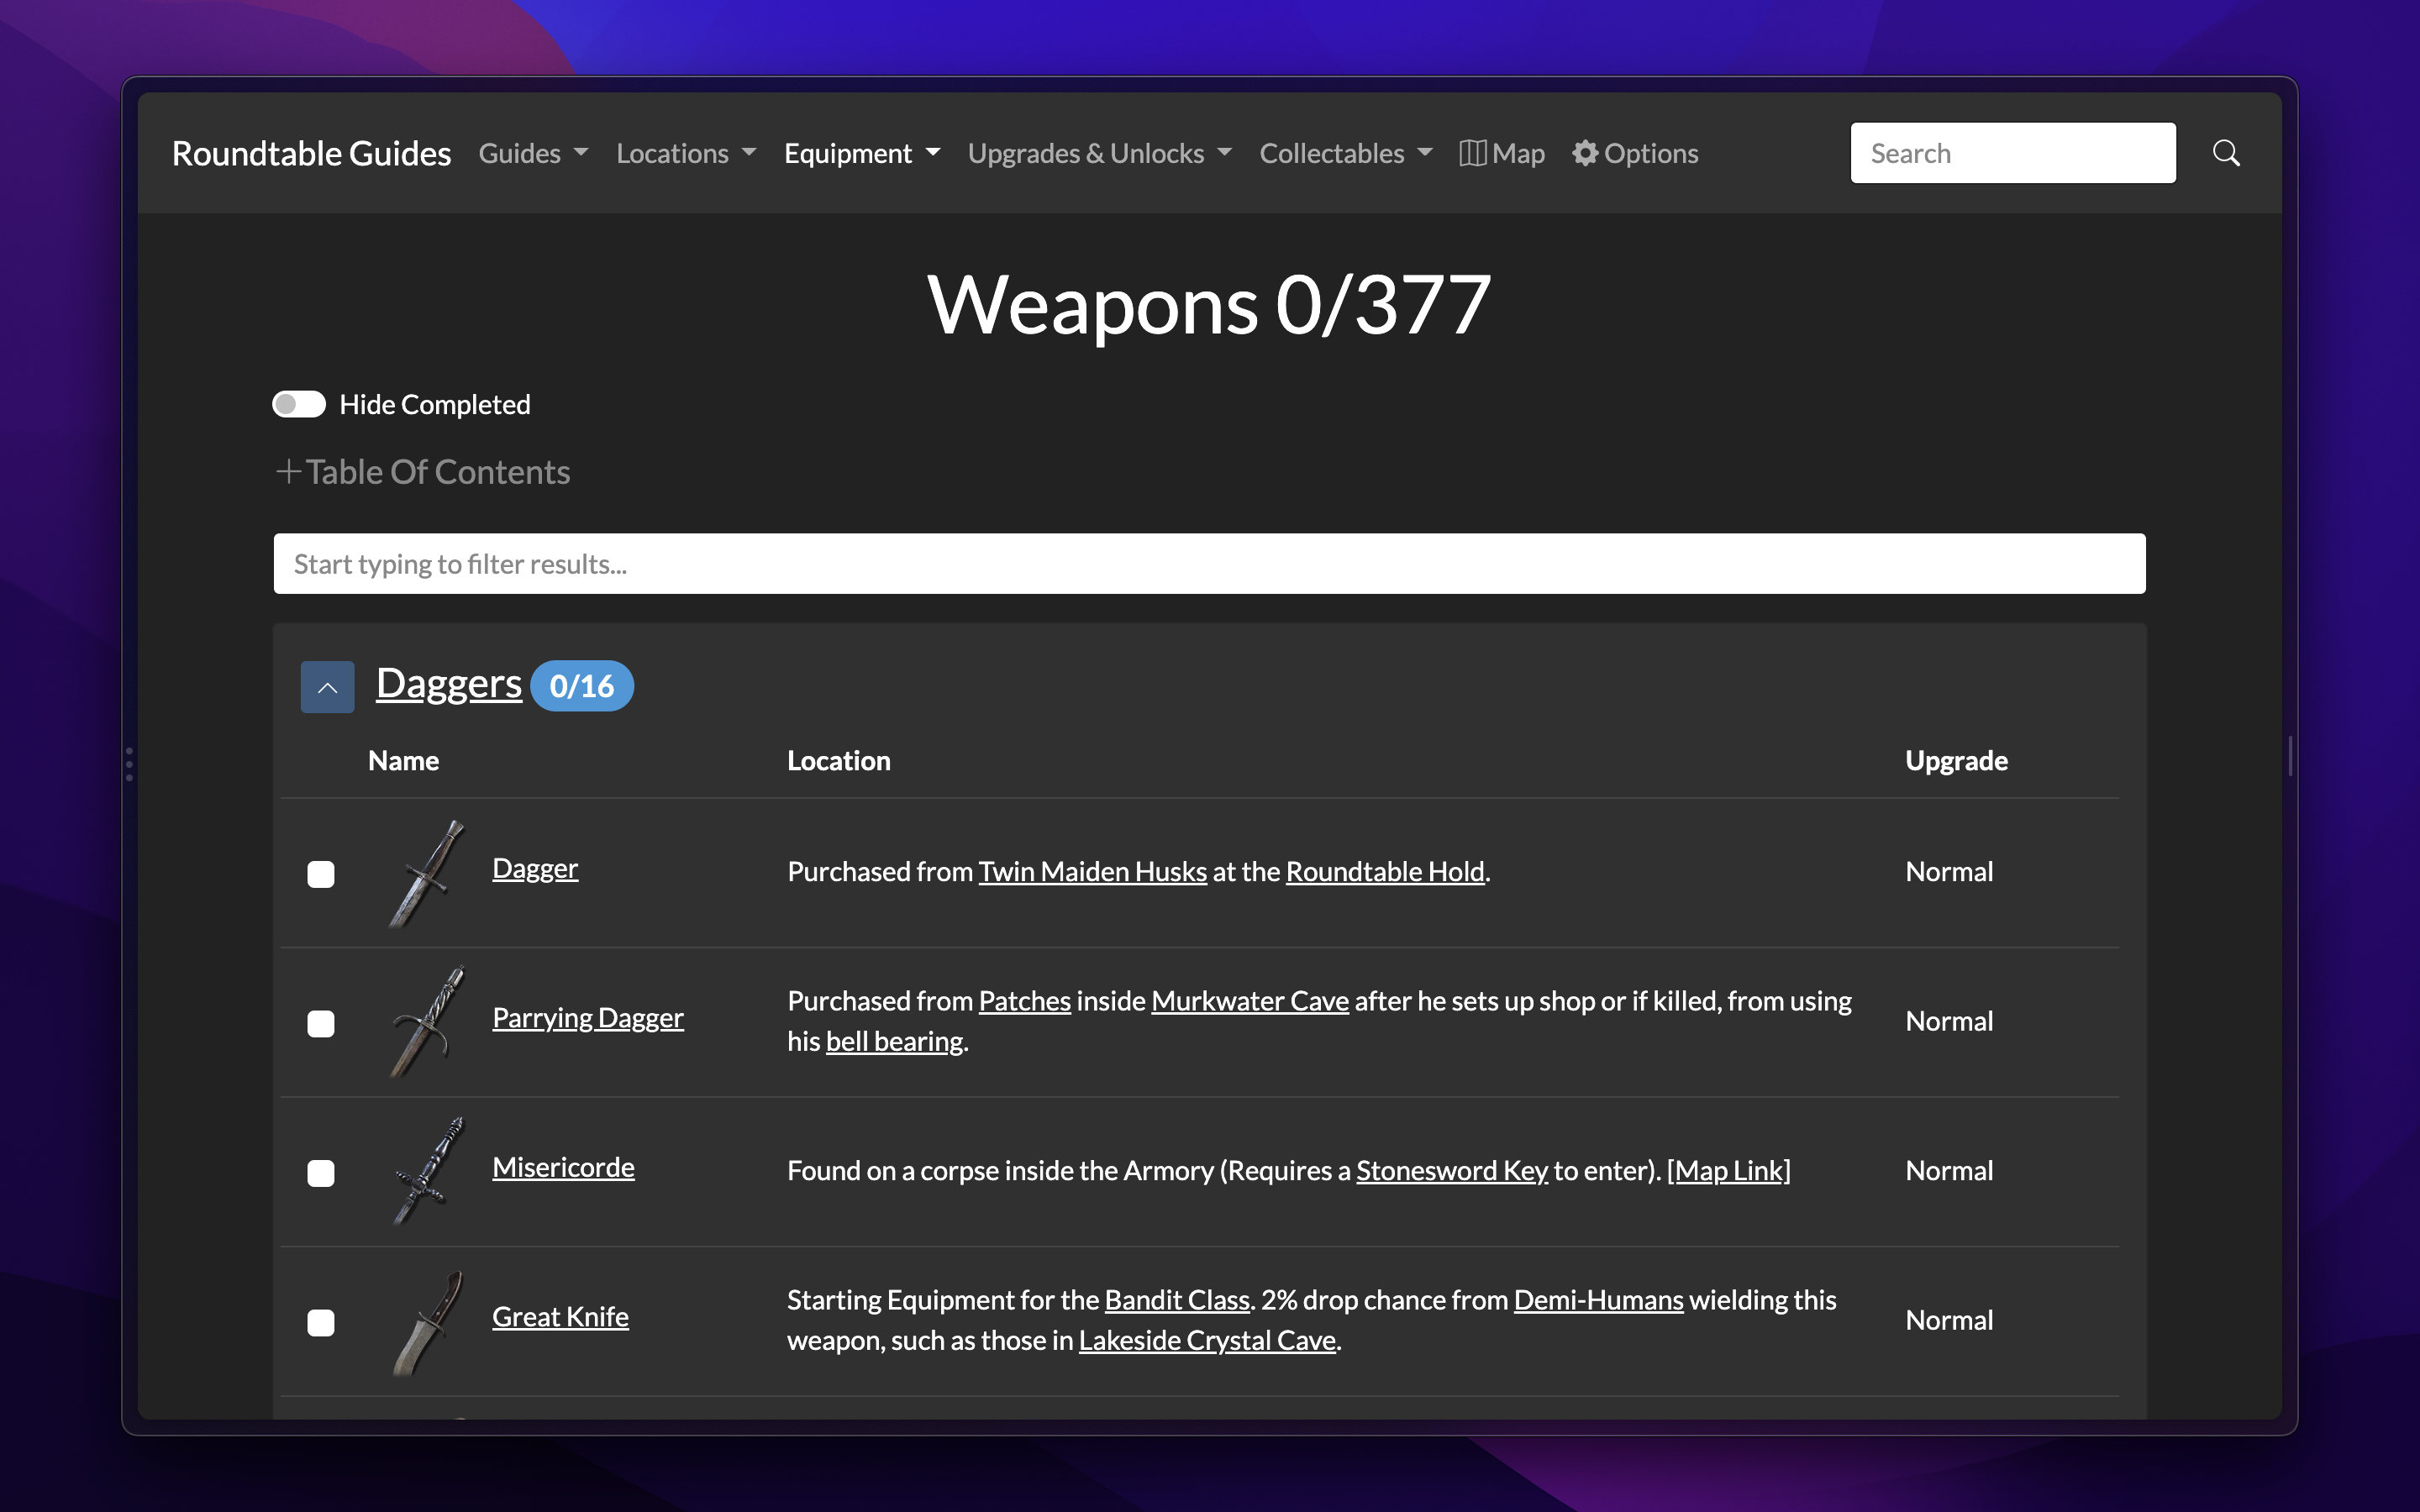 Roundtable Guides Guides Locations Equipment Upgrades & Unlocks Collectables Map Options Search
Weapons 0/377
Hide Completed
+Table Of Contents
Start typing to filter results...
Daggers 0/16
Name Location Upgrade
Dagger Purchased from Twin Maiden Husks at the Roundtable Hold. Normal
Parrying Dagger Purchased from Patches inside Murkwater Cave after he sets up shop or if killed, from using
his bell bearing. Normal
Misericorde Found on a corpse inside the Armory (Requires a Stonesword Key to enter). [Map Link] Normal
Great Knife Starting Equipment for the Bandit Class. 2% drop chance from Demi-Humans wielding this
weapon, such as those in Lakeside Crystal Cave. Normal